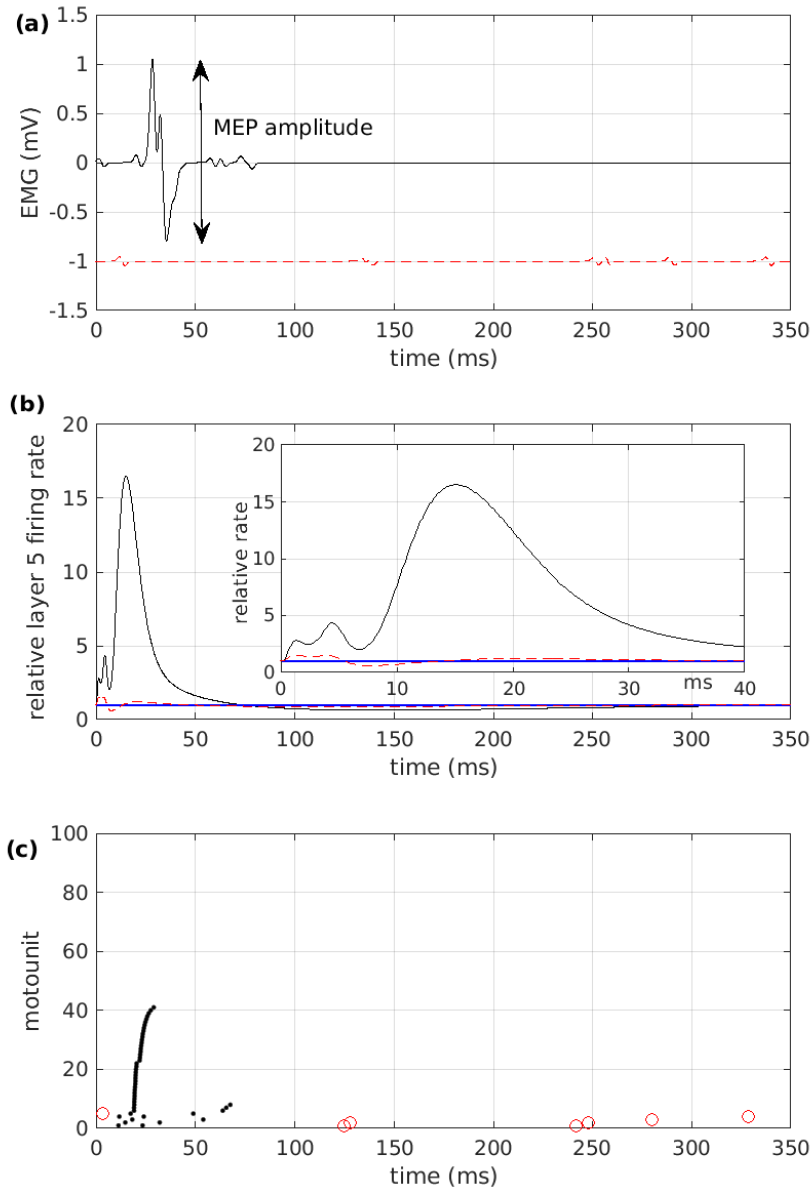 (a)
1.5
1
0.5
0
-0.5
-1
-1.5
EMG (mV)
MEP amplitude
0 50 100 150 200 250 300 350
time (ms)
(b)
20
15
10
5
0
relative layer 5 firing rate
20
15
10
5
0
relative rate
0 10 20 30 ms 40
0 50 100 150 200 250 300 350
time (ms)
(c)
100
80
60
40
20
0
motounit
0 50 100 150 200 250 300 350
time (ms)